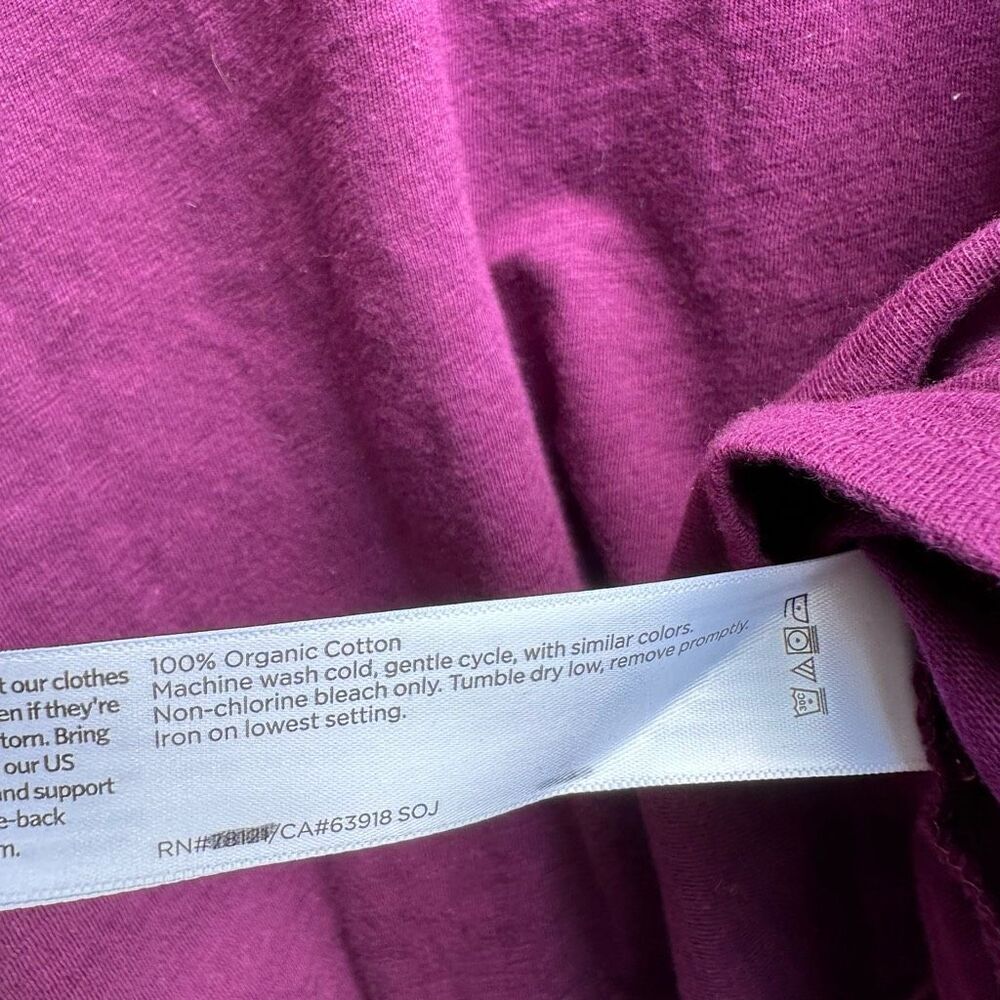 t our clothes
en if they're
torn. Bring
our US
and support
e-back
m.
100% Organic Cotton
Machine wash cold, gentle cycle, with similar colors.
Non-chlorine bleach only. Tumble dry low, remove promptly.
Iron on lowest setting.
RN# /CA#63918 SOJ
30C